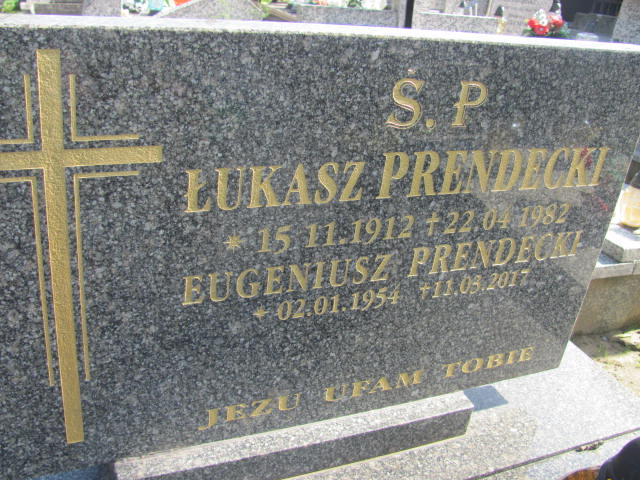 Ś. P
ŁUKASZ PRENDECKI
* 15 11.1912 † 22 04 1982
EUGENIUSZ PRENDECKI
* 02.01.1954 † 11.03.2017
JEZU UFAM TOBIE